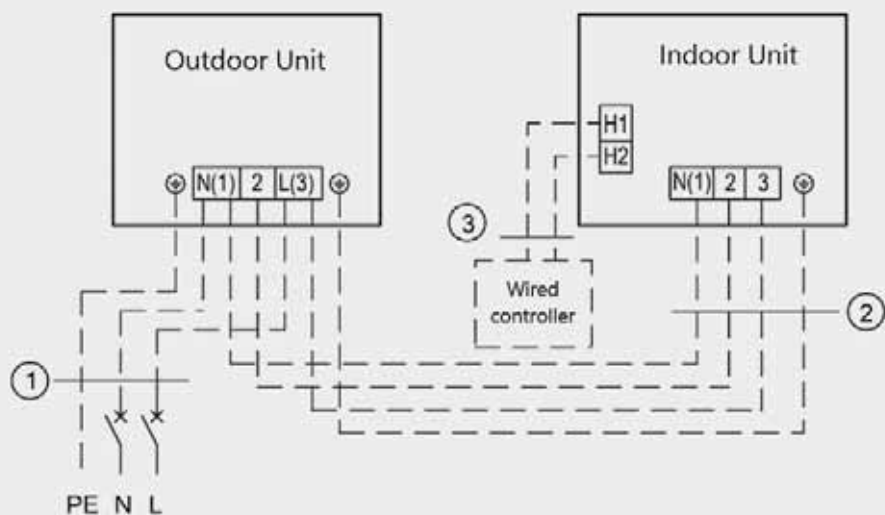 Outdoor Unit
Indoor Unit
H1
H2
N(1) 2 L(3)
N(1) 2 3
3
Wired
controller
2
1
PE N L